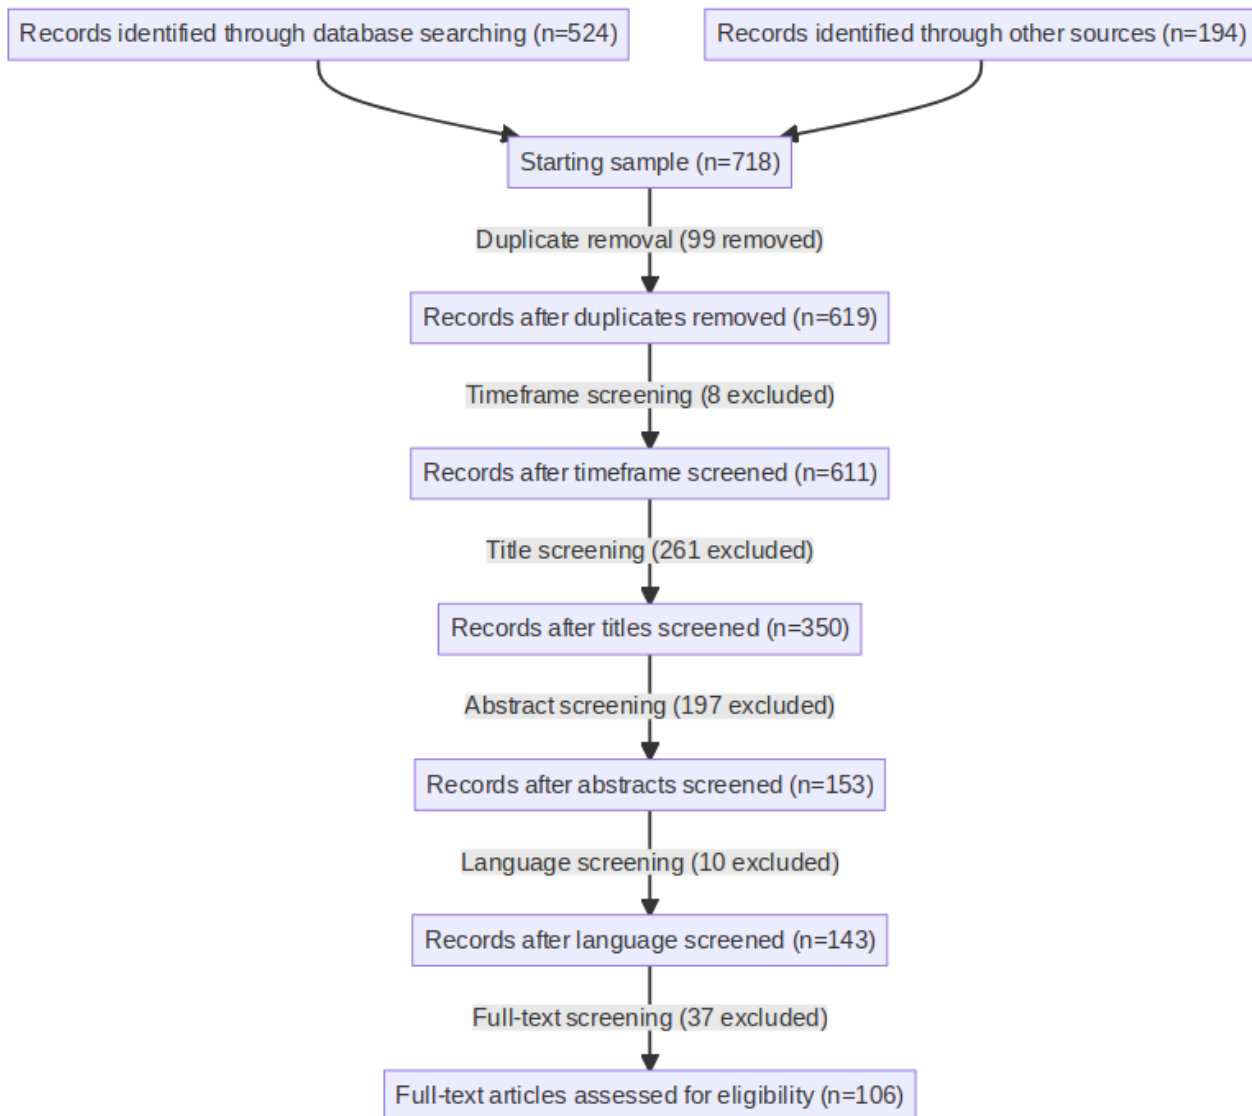 Records identified through database searching (n=524)
Records identified through other sources (n=194)
Starting sample (n=718)
Duplicate removal (99 removed)
Records after duplicates removed (n=619)
Timeframe screening (8 excluded)
Records after timeframe screened (n=611)
Title screening (261 excluded)
Records after titles screened (n=350)
Abstract screening (197 excluded)
Records after abstracts screened (n=153)
Language screening (10 excluded)
Records after language screened (n=143)
Full-text screening (37 excluded)
Full-text articles assessed for eligibility (n=106)